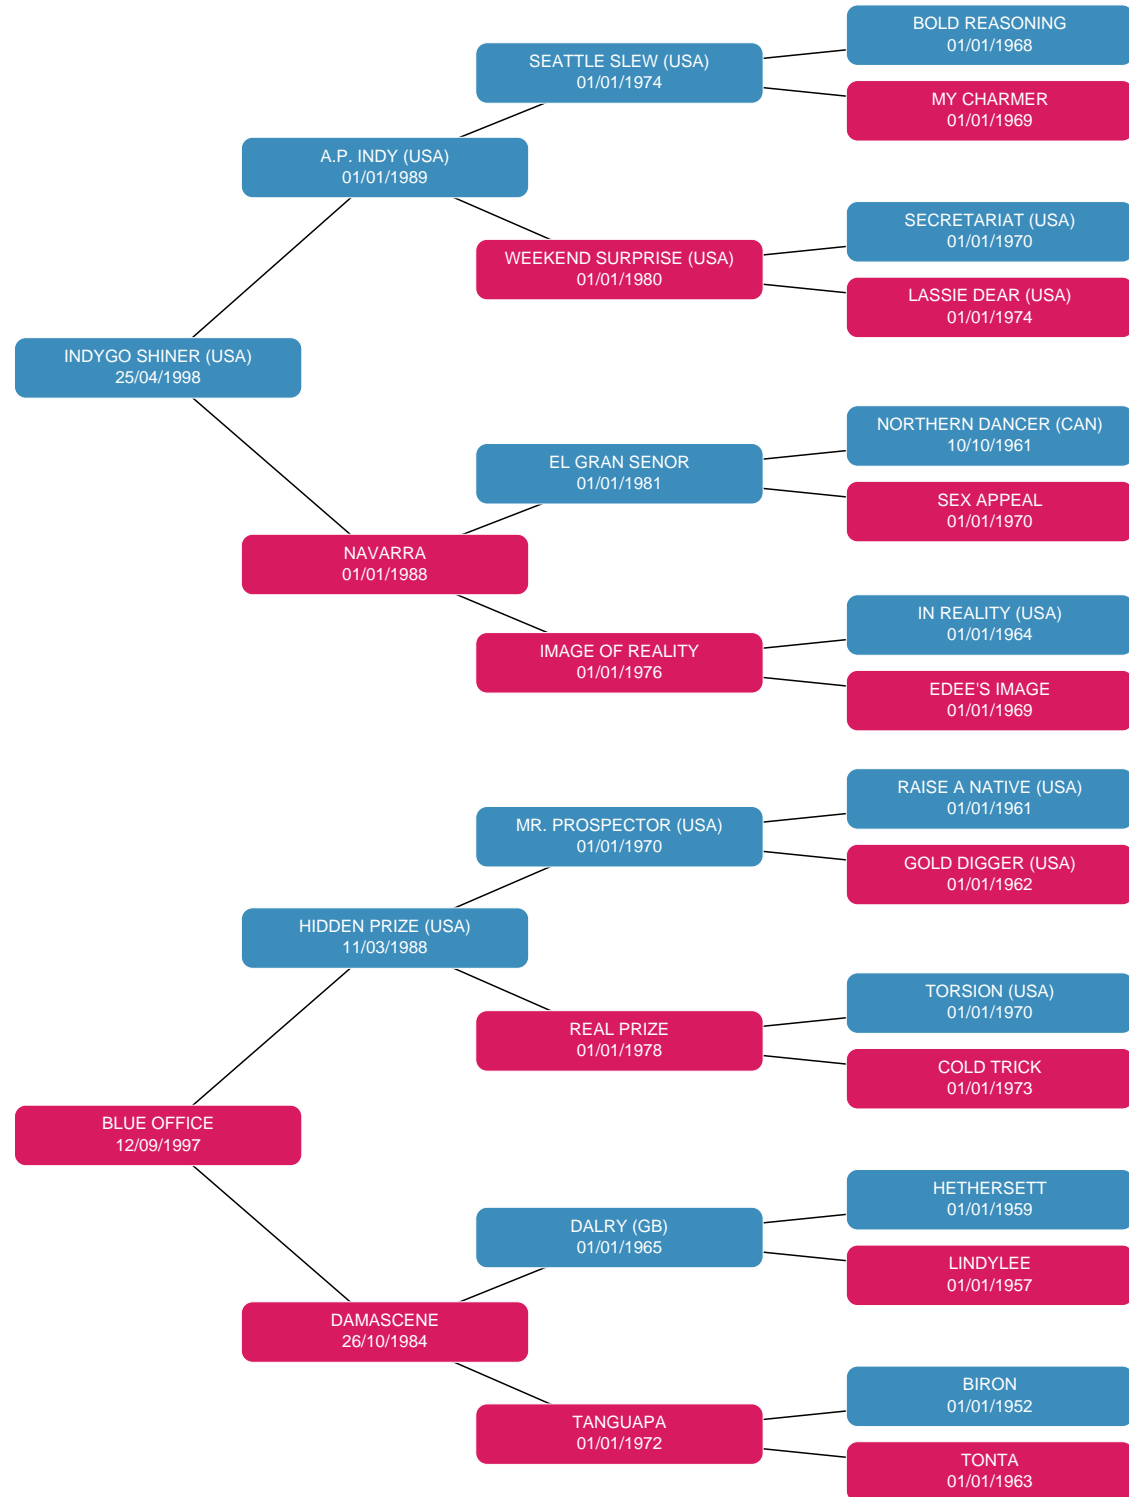 BOLD REASONING
01/01/1968
SEATTLE SLEW (USA)
01/01/1974
MY CHARMER
01/01/1969
A.P. INDY (USA)
01/01/1989
SECRETARIAT (USA)
01/01/1970
WEEKEND SURPRISE (USA)
01/01/1980
LASSIE DEAR (USA)
01/01/1974
INDYGO SHINER (USA)
25/04/1998
NORTHERN DANCER (CAN)
10/10/1961
EL GRAN SENOR
01/01/1981
SEX APPEAL
01/01/1970
NAVARRA
01/01/1988
IN REALITY (USA)
01/01/1964
IMAGE OF REALITY
01/01/1976
EDEE'S IMAGE
01/01/1969
RAISE A NATIVE (USA)
01/01/1961
MR. PROSPECTOR (USA)
01/01/1970
GOLD DIGGER (USA)
01/01/1962
HIDDEN PRIZE (USA)
11/03/1988
TORSION (USA)
01/01/1970
REAL PRIZE
01/01/1978
COLD TRICK
01/01/1973
BLUE OFFICE
12/09/1997
HETHERSETT
01/01/1959
DALRY (GB)
01/01/1965
LINDYLEE
01/01/1957
DAMASCENE
26/10/1984
BIRON
01/01/1952
TANGUAPA
01/01/1972
TONTA
01/01/1963